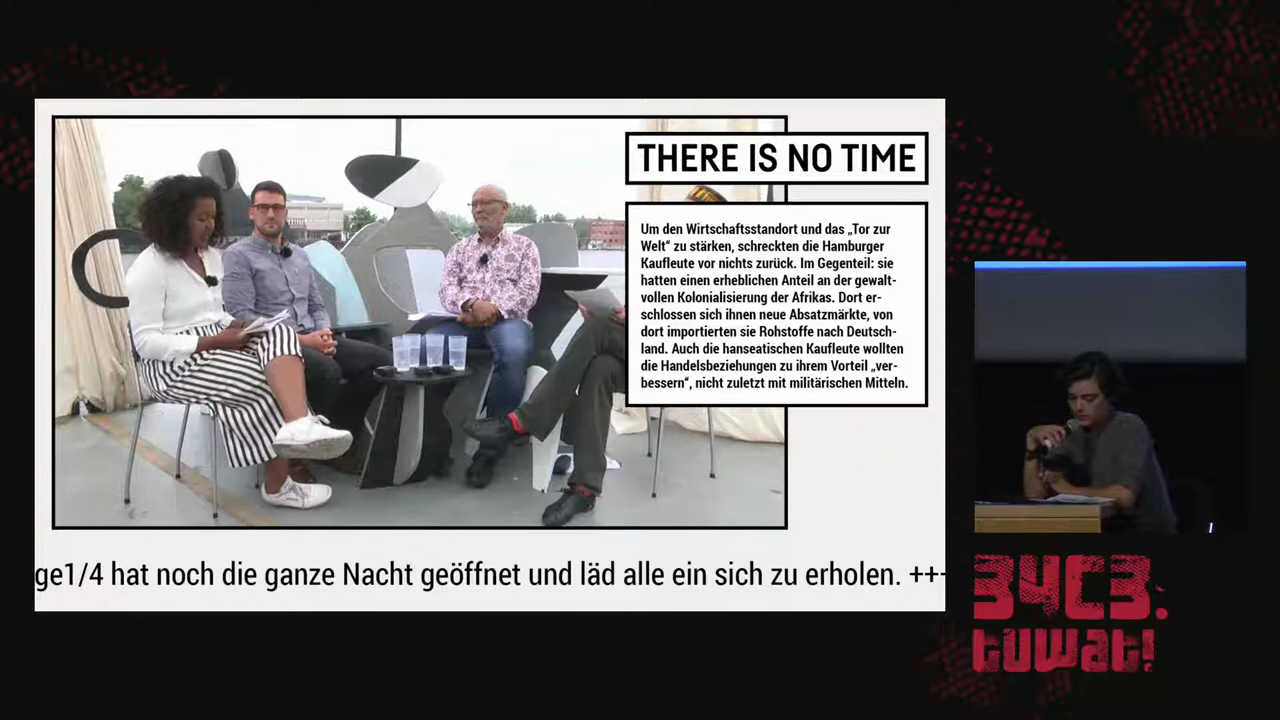 THERE IS NO TIME
Um den Wirtschaftsstandort und das „Tor zur
Welt“ zu stärken, schreckten die Hamburger
Kaufleute vor nichts zurück. Im Gegenteil: sie
hatten einen erheblichen Anteil an der gewalt-
vollen Kolonialisierung der Afrikas. Dort er-
schlossen sich ihnen neue Absatzmärkte, von
dort importierten sie Rohstoffe nach Deutsch-
land. Auch die hanseatischen Kaufleute wollten
die Handelsbeziehungen zu ihrem Vorteil „ver-
bessern“, nicht zuletzt mit militärischen Mitteln.
ge1/4 hat noch die ganze Nacht geöffnet und läd alle ein sich zu erholen. +++
34C3.
tuwat!